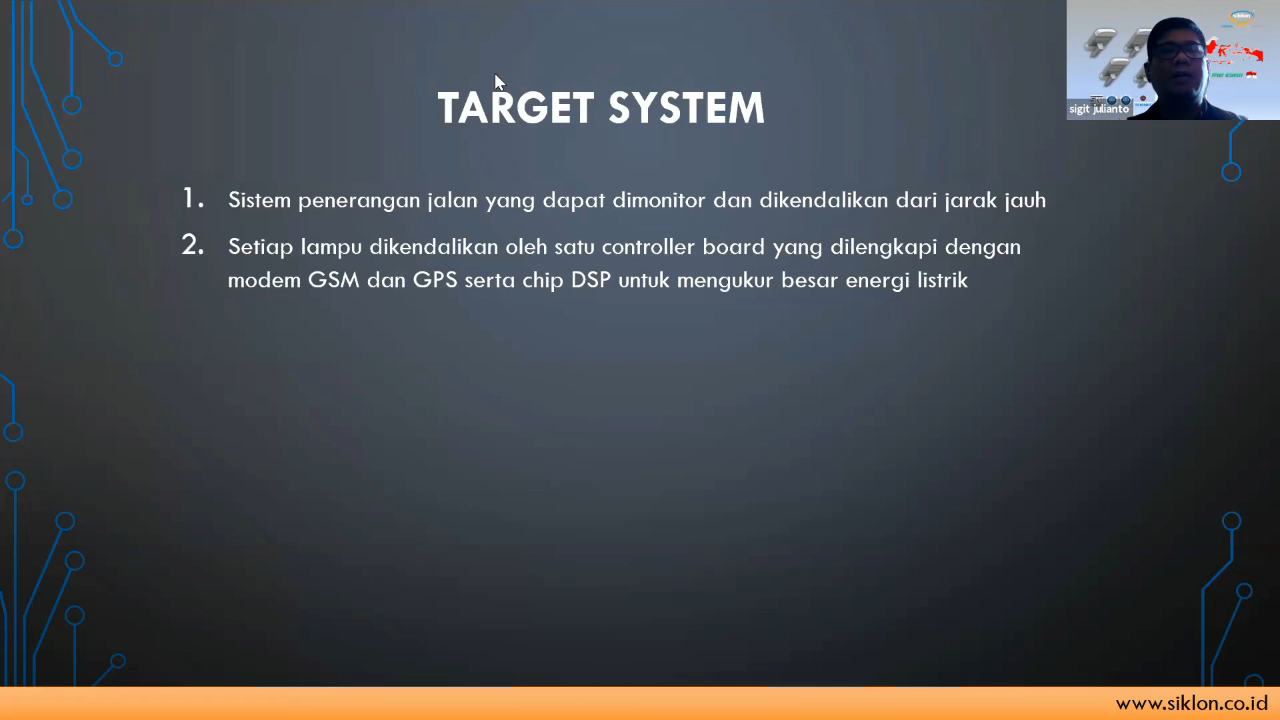 TARGET SYSTEM
1. Sistem penerangan jalan yang dapat dimonitor dan dikendalikan dari jarak jauh
2. Setiap lampu dikendalikan oleh satu controller board yang dilengkapi dengan
modem GSM dan GPS serta chip DSP untuk mengukur besar energi listrik
siklon
sigit julianto
www.siklon.co.id